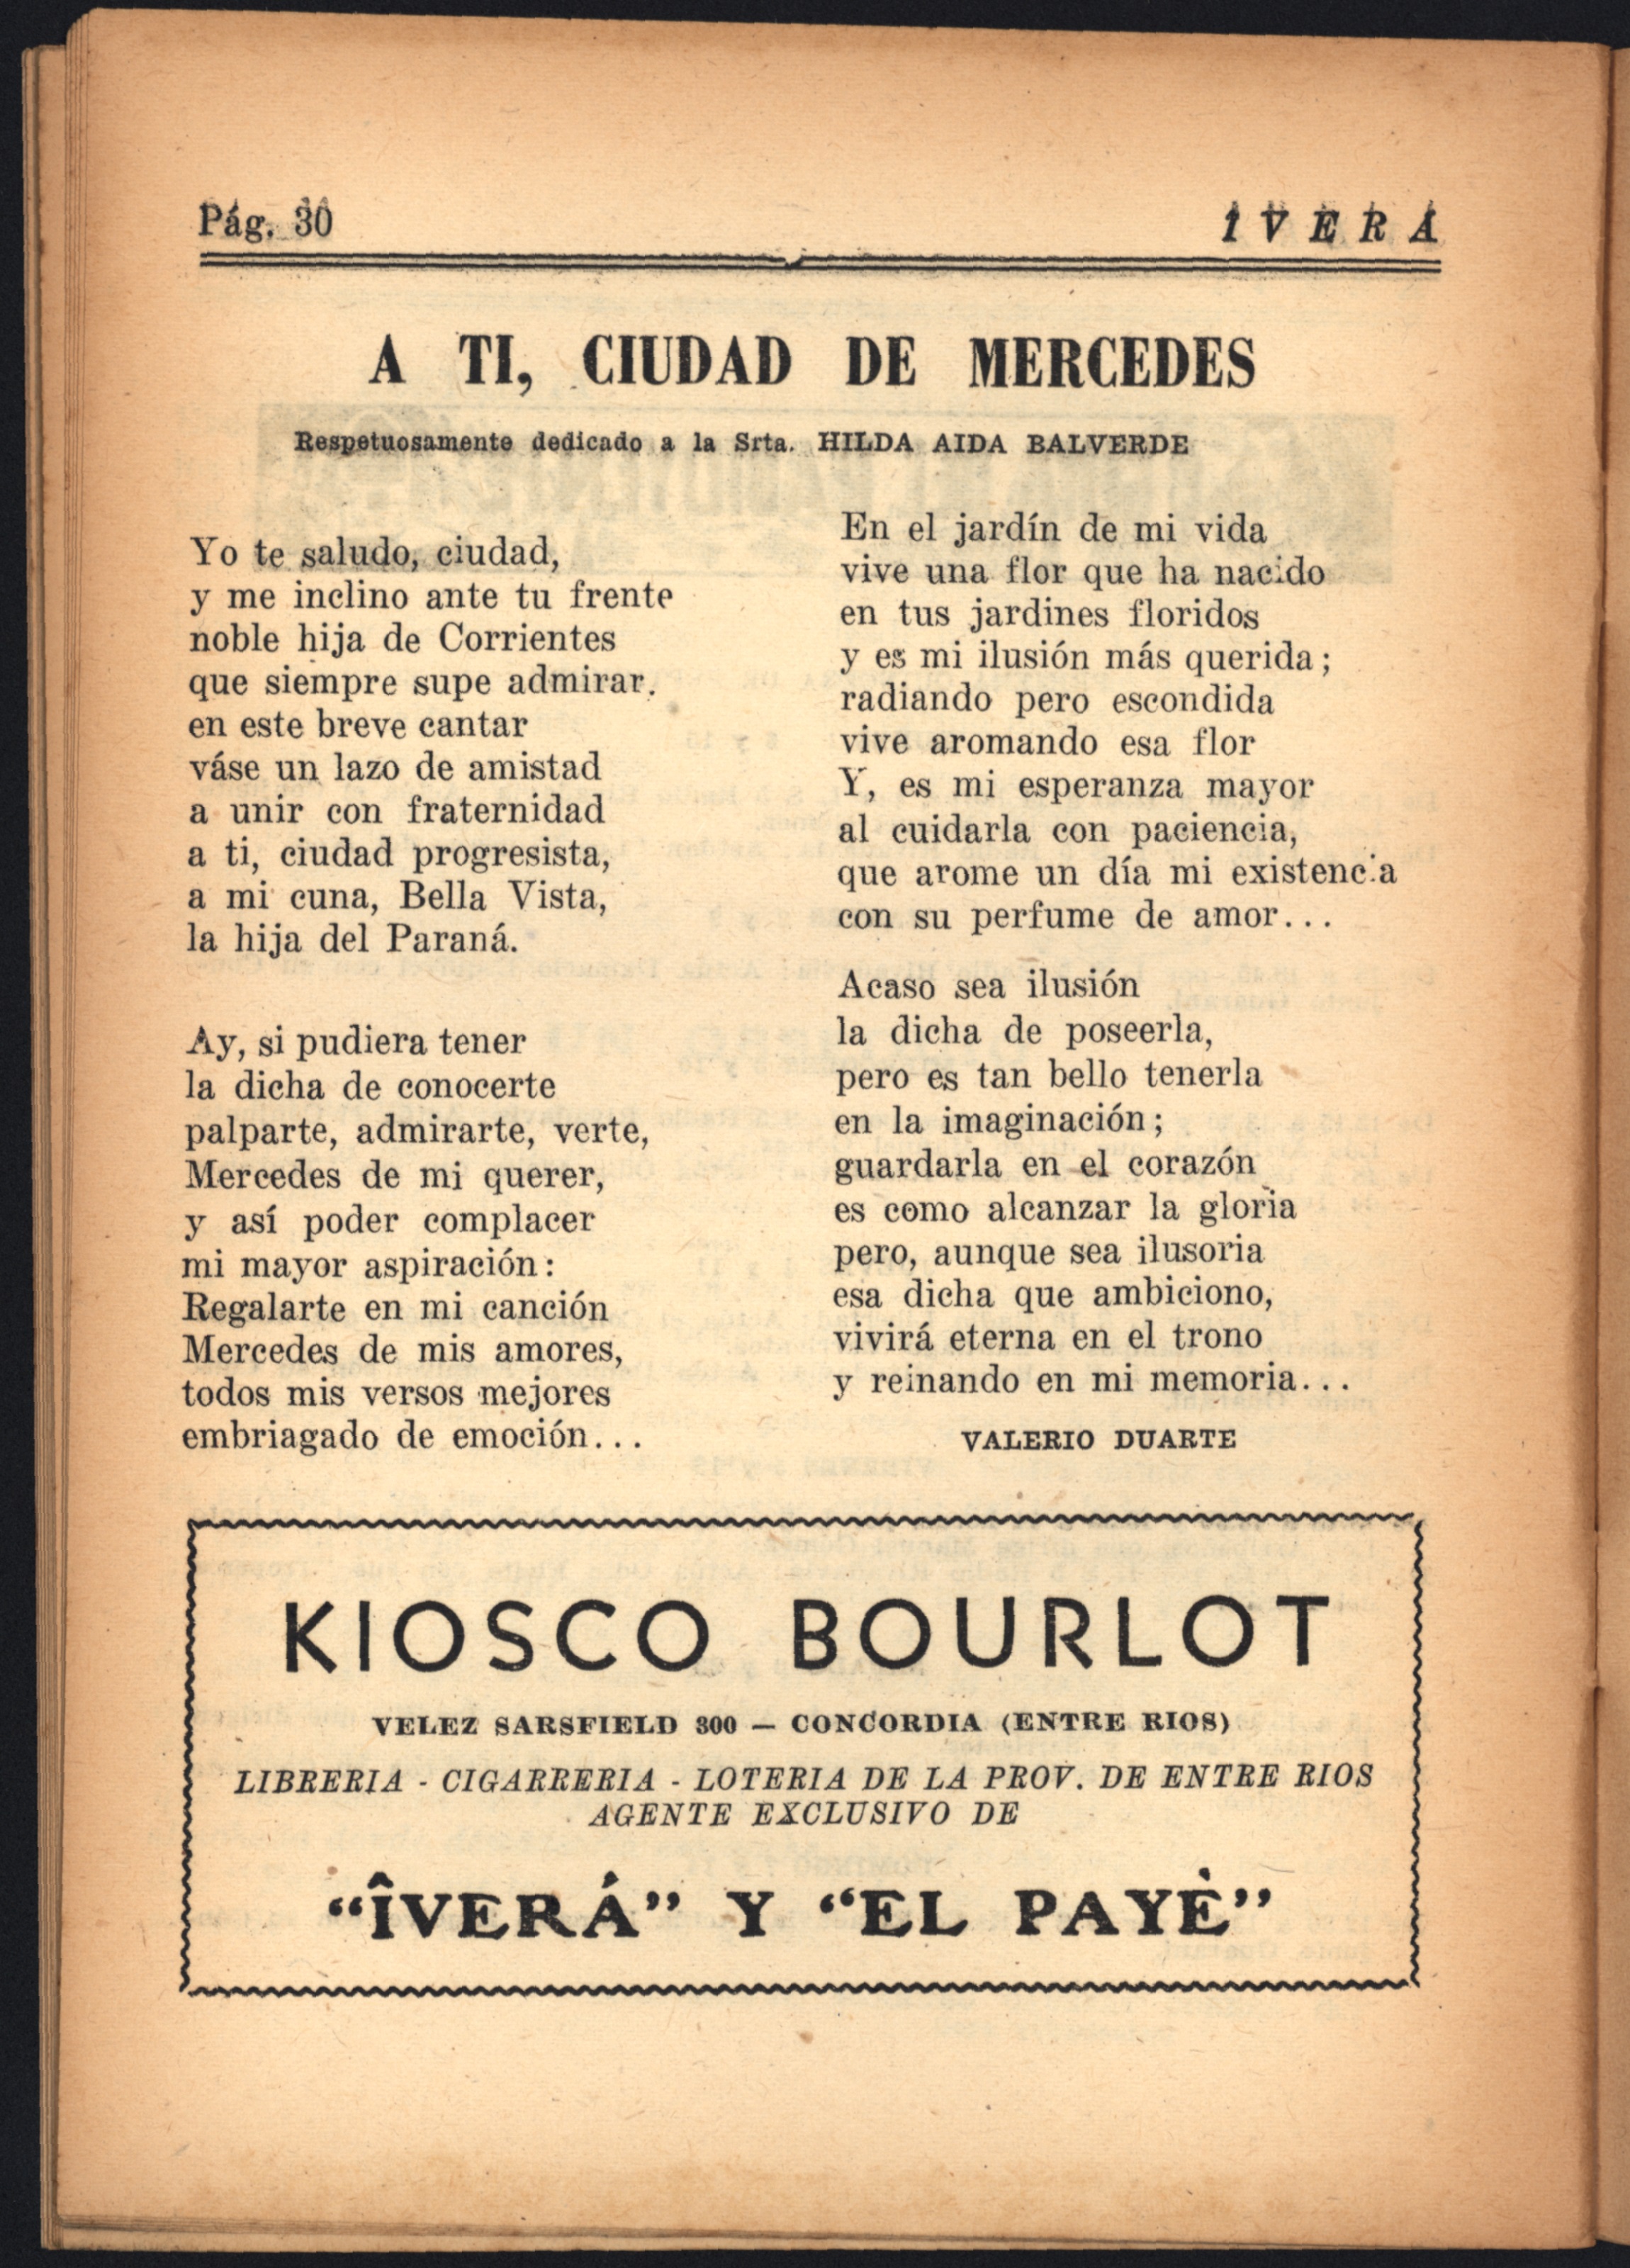 Pág. 30
IVERÁ
A TI, CIUDAD DE MERCEDES
Respetuosamente dedicado a la Srta. HILDA AIDA BALVERDE
Yo te saludo, ciudad,
y me inclino ante tu frente
noble hija de Corrientes
que siempre supe admirar.
en este breve cantar
váse un lazo de amistad
a unir con fraternidad
a ti, ciudad progresista,
a mi cuna, Bella Vista,
la hija del Paraná.
Ay, si pudiera tener
la dicha de conocerte
palparte, admirarte, verte,
Mercedes de mi querer,
y así poder complacer
mi mayor aspiración:
Regalarte en mi canción
Mercedes de mis amores,
todos mis versos mejores
embriagado de emoción...
En el jardín de mi vida
vive una flor que ha nacido
en tus jardines floridos
y es mi ilusión más querida;
radiando pero escondida
vive aromando esa flor
Y, es mi esperanza mayor
al cuidarla con paciencia,
que arome un día mi existencia
con su perfume de amor...
Acaso sea ilusión
la dicha de poseerla,
pero es tan bello tenerla
en la imaginación;
guardarla en el corazón
es como alcanzar la gloria
pero, aunque sea ilusoria
esa dicha que ambiciono,
vivirá eterna en el trono
y reinando en mi memoria...
VALERIO DUARTE
KIOSCO BOURLOT
VELEZ SARSFIELD 300 — CONCORDIA (ENTRE RIOS)
LIBRERIA - CIGARRERIA - LOTERIA DE LA PROV. DE ENTRE RIOS
AGENTE EXCLUSIVO DE
“ÎVERÁ” Y “EL PAYÉ”